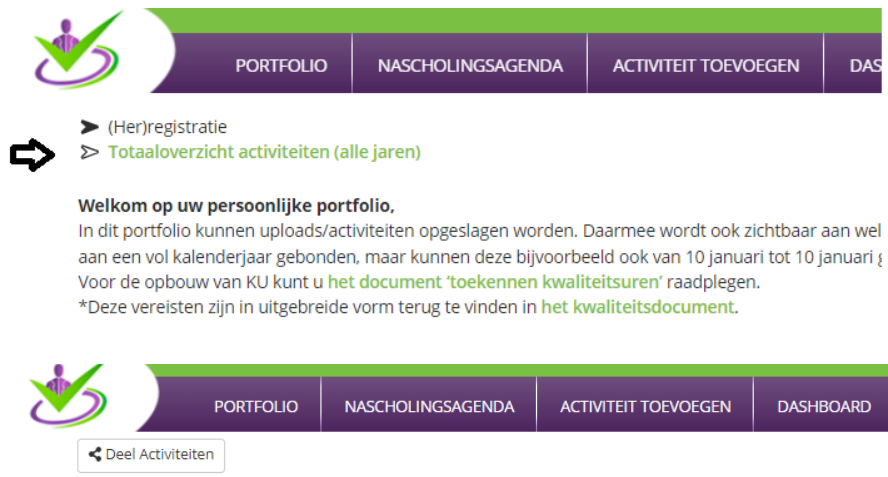 PORTFOLIO NASCHOLINGSAGENDA ACTIVITEIT TOEVOEGEN DAS
(Her)registratie
Totaaloverzicht activiteiten (alle jaren)
Welkom op uw persoonlijke portfolio,
In dit portfolio kunnen uploads/activiteiten opgeslagen worden. Daarmee wordt ook zichtbaar aan wel
aan een vol kalenderjaar gebonden, maar kunnen deze bijvoorbeeld ook van 10 januari tot 10 januari g
Voor de opbouw van KU kunt u het document ‘toekennen kwaliteitsuren’ raadplegen.
*Deze vereisten zijn in uitgebreide vorm terug te vinden in het kwaliteitsdocument.
PORTFOLIO NASCHOLINGSAGENDA ACTIVITEIT TOEVOEGEN DASHBOARD
Deel Activiteiten